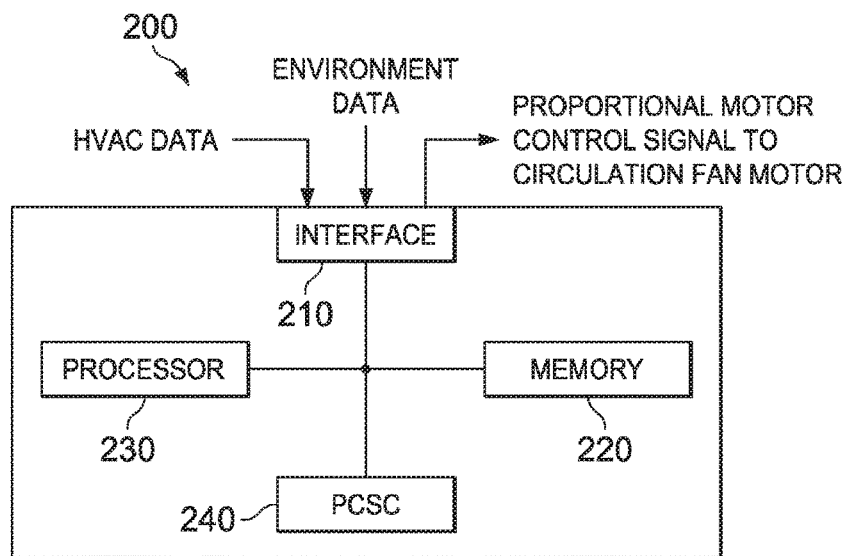 200
ENVIRONMENT
DATA
HVAC DATA
PROPORTIONAL MOTOR
CONTROL SIGNAL TO
CIRCULATION FAN MOTOR
INTERFACE
210
PROCESSOR
230
MEMORY
220
240
PCSC